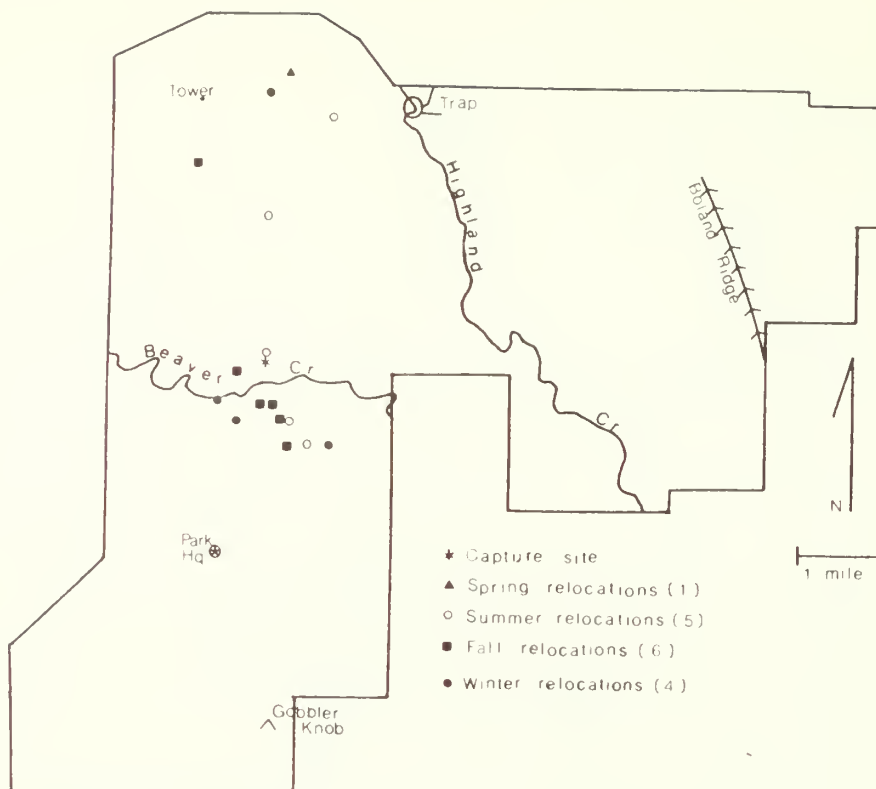 Tower
Trap
Highland
Boland
Ridge
Beaver Cr
Cr
N
1 mile
Park
Hq
Capture site
Spring relocations (1)
Summer relocations (5)
Fall relocations (6)
Winter relocations (4)
Gobbler
Knob